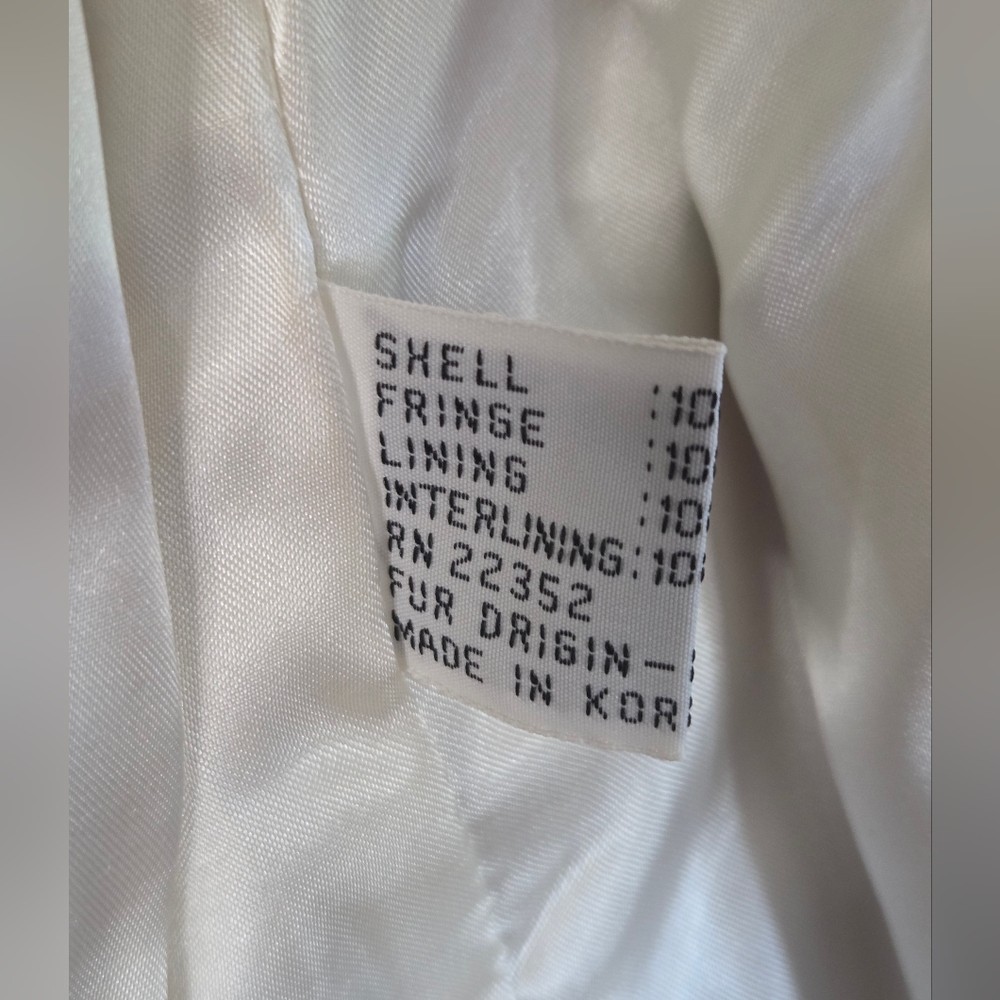 SHELL :10
FRINGE :10
LINING :10
INTERLINING:10
RN 22352
FUR ORIGIN—
MADE IN KOR